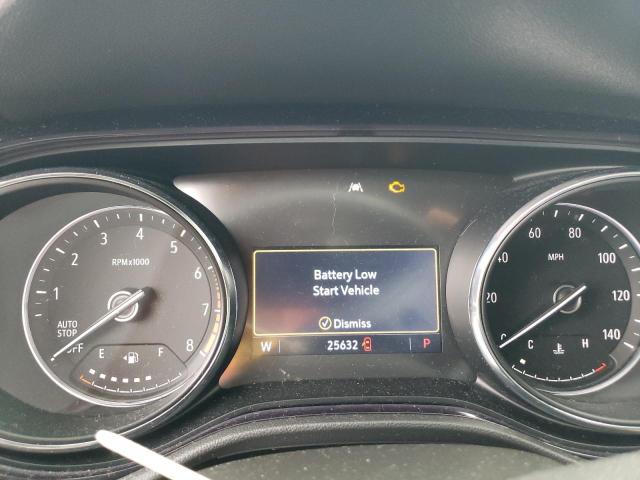 1 2 3 4 5 6 7 8
RPMx1000
AUTO
STOP
OFF
E F
Battery Low
Start Vehicle
Dismiss
W 25632 P
20 40 60 80 100 120 140
MPH
C H